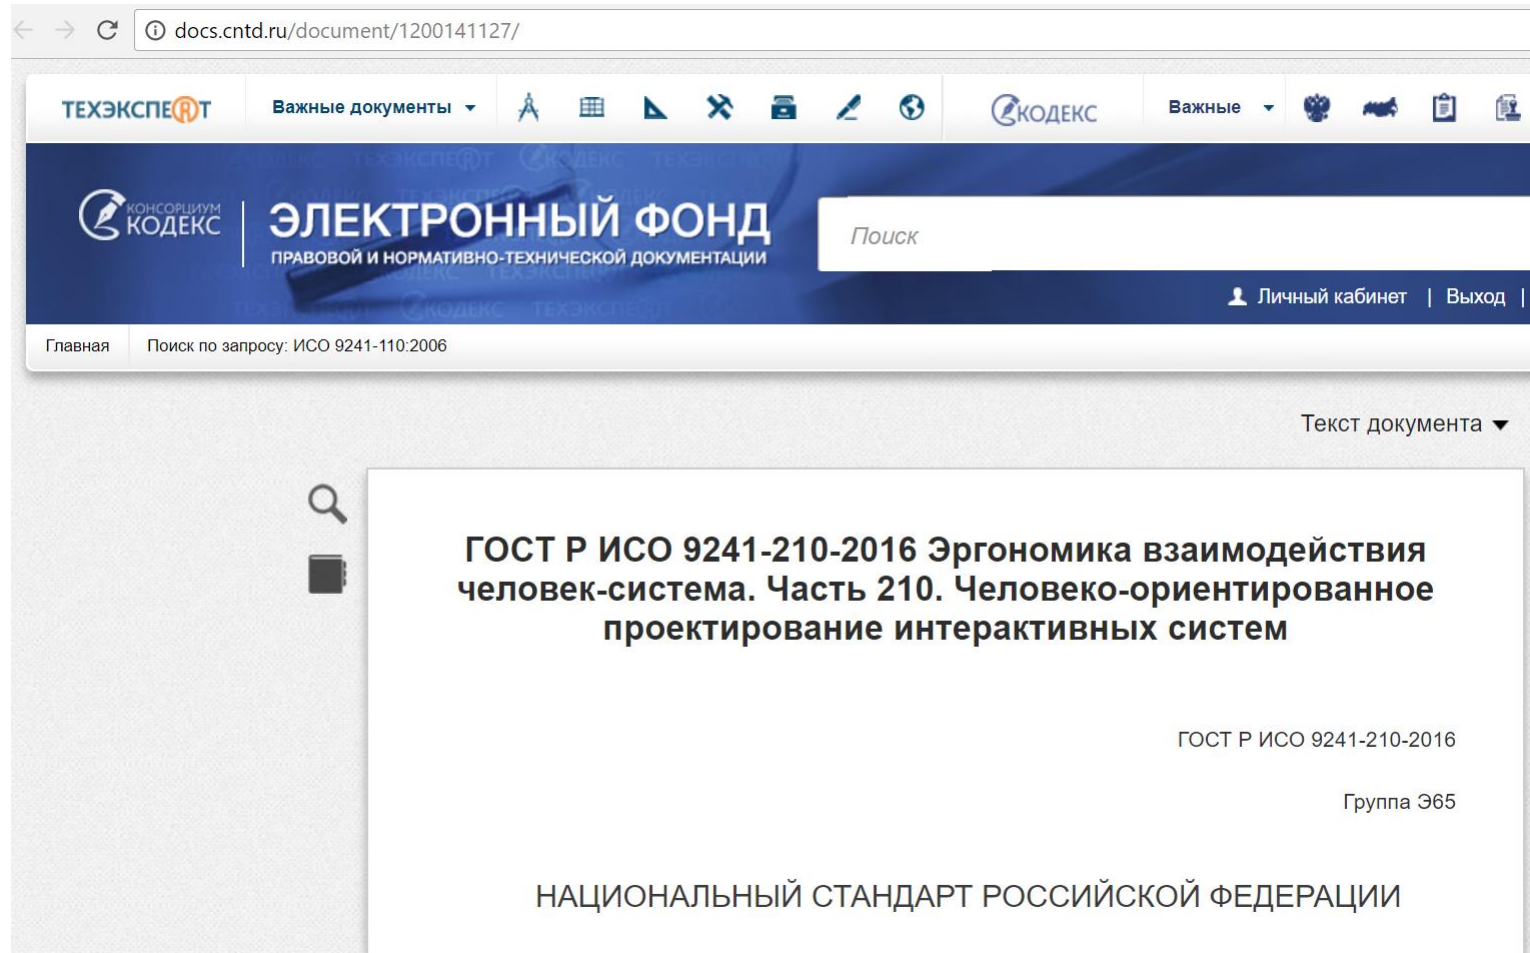 docs.cntd.ru/document/1200141127/
ТЕХЭКСПЕRТ Важные документы КОДЕКС Важные
КОНСОРЦИУМ
КОДЕКС
ЭЛЕКТРОННЫЙ ФОНД
ПРАВОВОЙ И НОРМАТИВНО-ТЕХНИЧЕСКОЙ ДОКУМЕНТАЦИИ
Поиск
Личный кабинет | Выход |
Главная Поиск по запросу: ИСО 9241-110:2006
Текст документа
ГОСТ Р ИСО 9241-210-2016 Эргономика взаимодействия
человек-система. Часть 210. Человеко-ориентированное
проектирование интерактивных систем
ГОСТ Р ИСО 9241-210-2016
Группа Э65
НАЦИОНАЛЬНЫЙ СТАНДАРТ РОССИЙСКОЙ ФЕДЕРАЦИИ